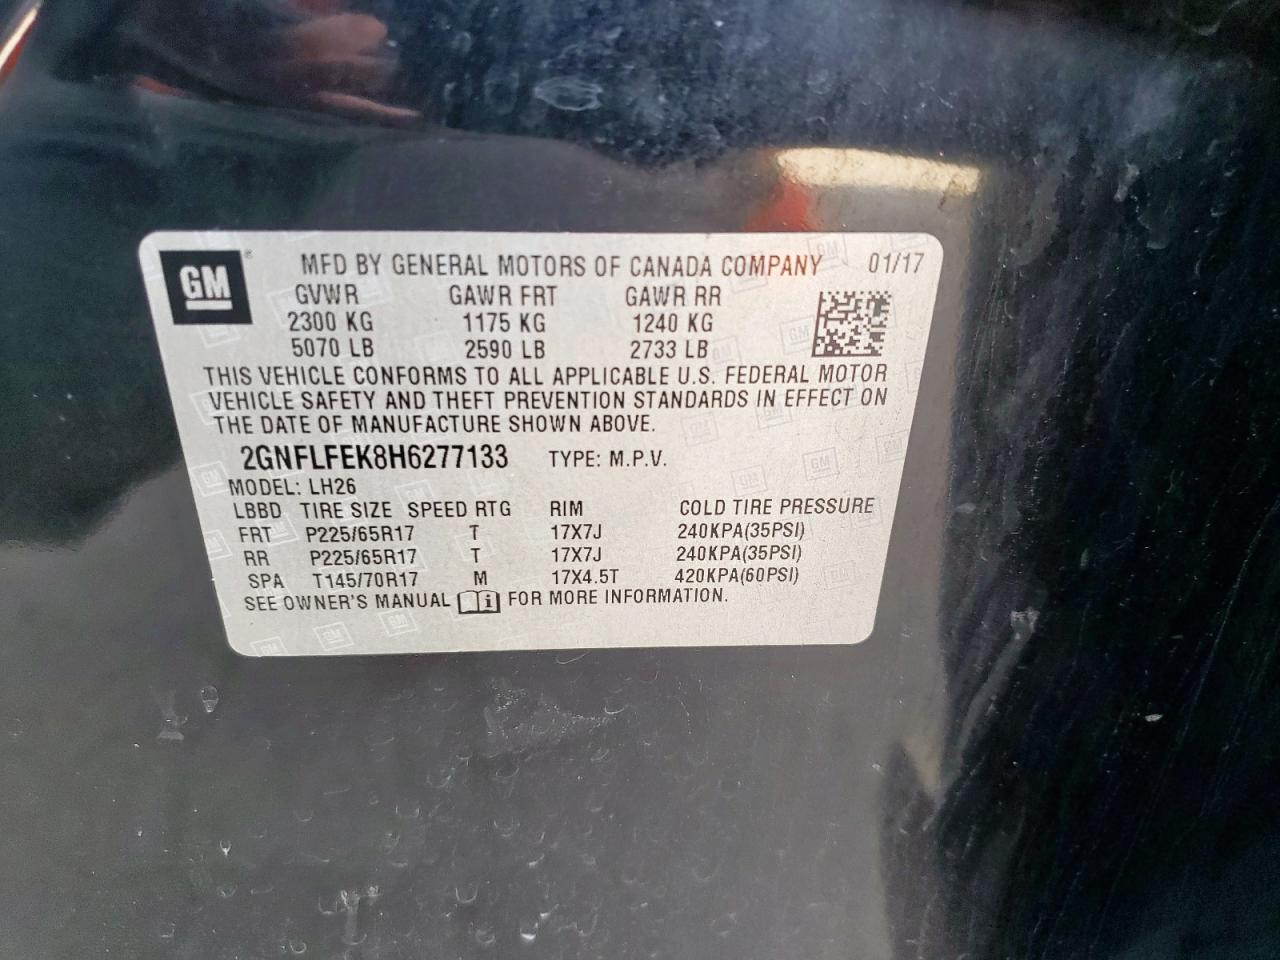 GM
MFD BY GENERAL MOTORS OF CANADA COMPANY 01/17
GVWR GAWR FRT GAWR RR
2300 KG 1175 KG 1240 KG
5070 LB 2590 LB 2733 LB
THIS VEHICLE CONFORMS TO ALL APPLICABLE U.S. FEDERAL MOTOR
VEHICLE SAFETY AND THEFT PREVENTION STANDARDS IN EFFECT ON
THE DATE OF MANUFACTURE SHOWN ABOVE.
2GNFLFEK8H6277133 TYPE: M.P.V.
MODEL: LH26
LBBD TIRE SIZE SPEED RTG RIM COLD TIRE PRESSURE
FRT P225/65R17 T 17X7J 240KPA(35PSI)
RR P225/65R17 T 17X7J 240KPA(35PSI)
SPA T145/70R17 M 17X4.5T 420KPA(60PSI)
SEE OWNER'S MANUAL i FOR MORE INFORMATION.